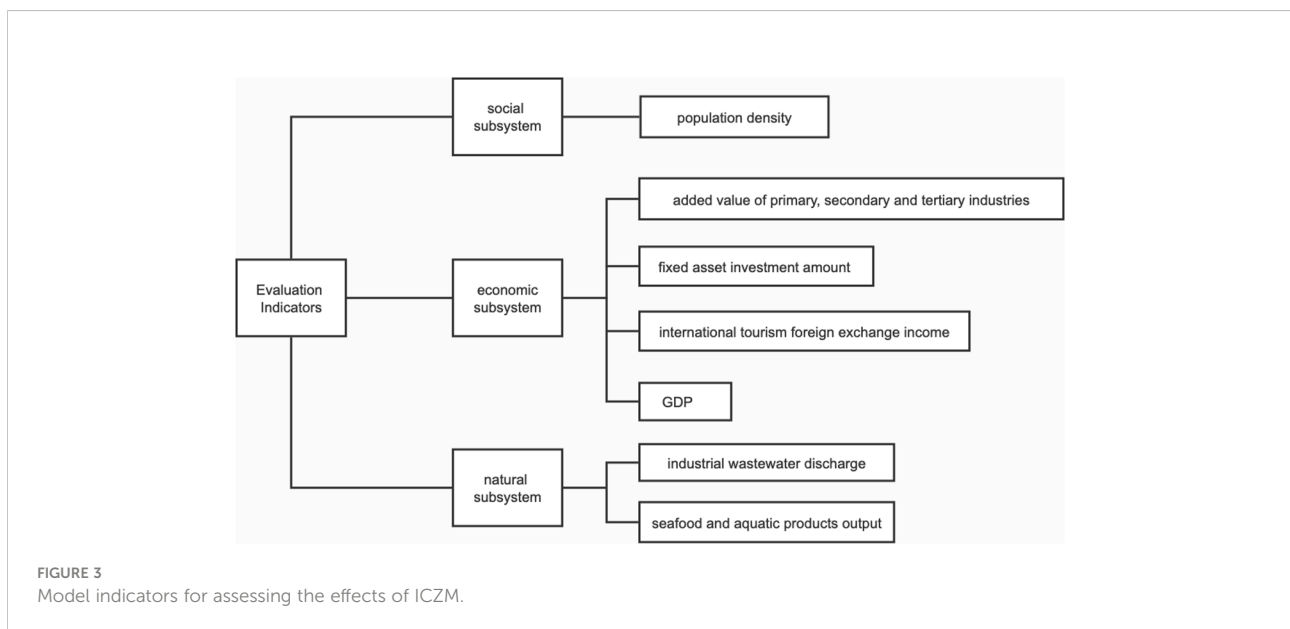 social
subsystem
population density
added value of primary, secondary and tertiary industries
fixed asset investment amount
Evaluation
Indicators
economic
subsystem
international tourism foreign exchange income
GDP
industrial wastewater discharge
natural
subsystem
seafood and aquatic products output
FIGURE 3
Model indicators for assessing the effects of ICZM.